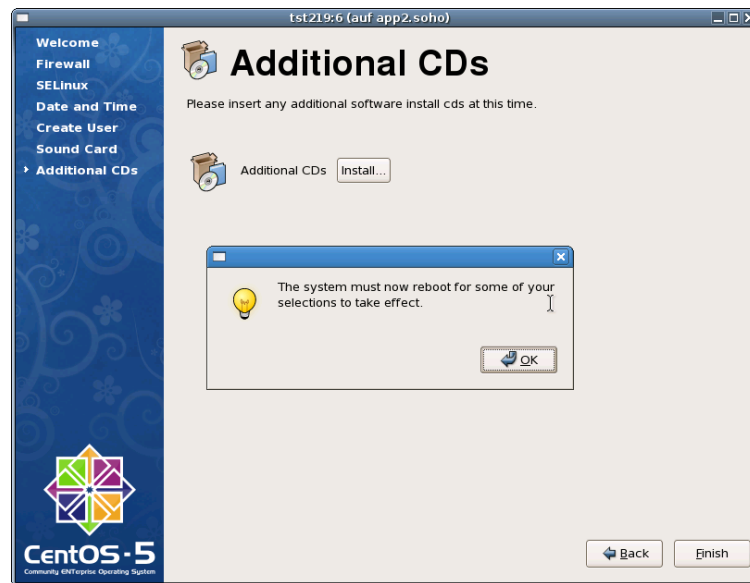 tst219:6 (auf app2.soho)
Welcome
Firewall
SELinux
Date and Time
Create User
Sound Card
Additional CDs
Additional CDs
Please insert any additional software install cds at this time.
Additional CDs Install...
The system must now reboot for some of your
selections to take effect.
OK
CentOS-5
Community ENTerprise Operating System
Back Finish